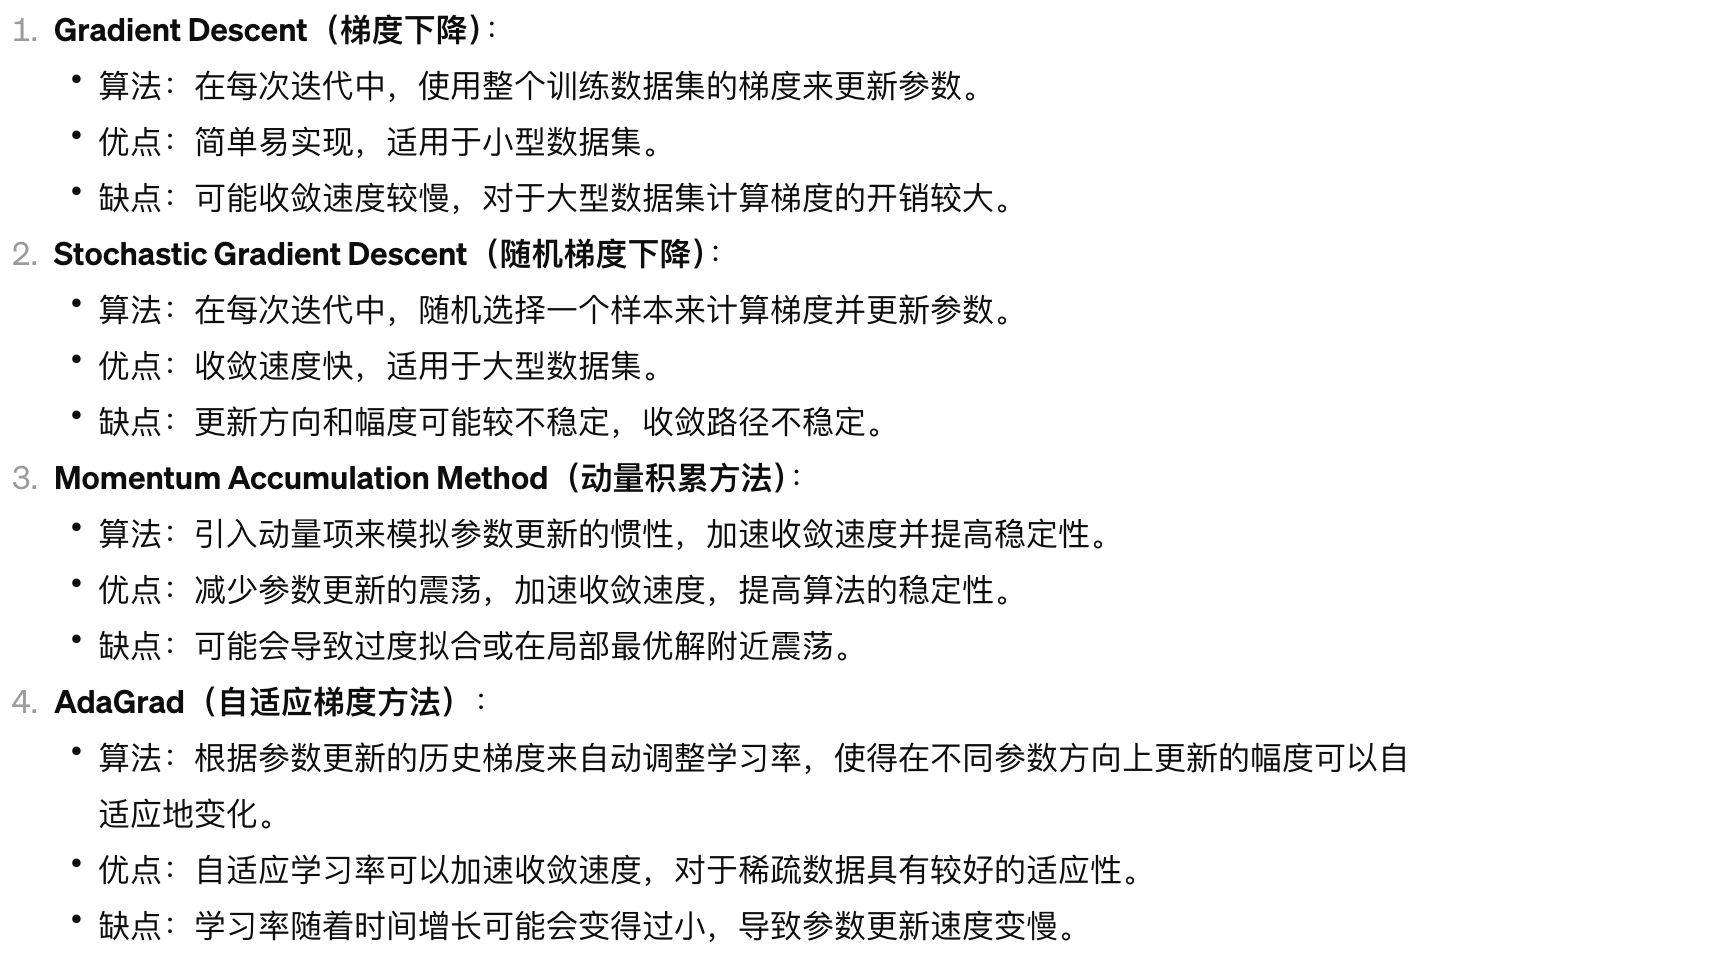 1. Gradient Descent（梯度下降）:
• 算法：在每次迭代中，使用整个训练数据集的梯度来更新参数。
• 优点：简单易实现，适用于小型数据集。
• 缺点：可能收敛速度较慢，对于大型数据集计算梯度的开销较大。
2. Stochastic Gradient Descent（随机梯度下降）:
• 算法：在每次迭代中，随机选择一个样本来计算梯度并更新参数。
• 优点：收敛速度快，适用于大型数据集。
• 缺点：更新方向和幅度可能较不稳定，收敛路径不稳定。
3. Momentum Accumulation Method（动量积累方法）:
• 算法：引入动量项来模拟参数更新的惯性，加速收敛速度并提高稳定性。
• 优点：减少参数更新的震荡，加速收敛速度，提高算法的稳定性。
• 缺点：可能会导致过度拟合或在局部最优解附近震荡。
4. AdaGrad（自适应梯度方法）：
• 算法：根据参数更新的历史梯度来自动调整学习率，使得在不同参数方向上更新的幅度可以自
适应地变化。
• 优点：自适应学习率可以加速收敛速度，对于稀疏数据具有较好的适应性。
• 缺点：学习率随着时间增长可能会变得过小，导致参数更新速度变慢。